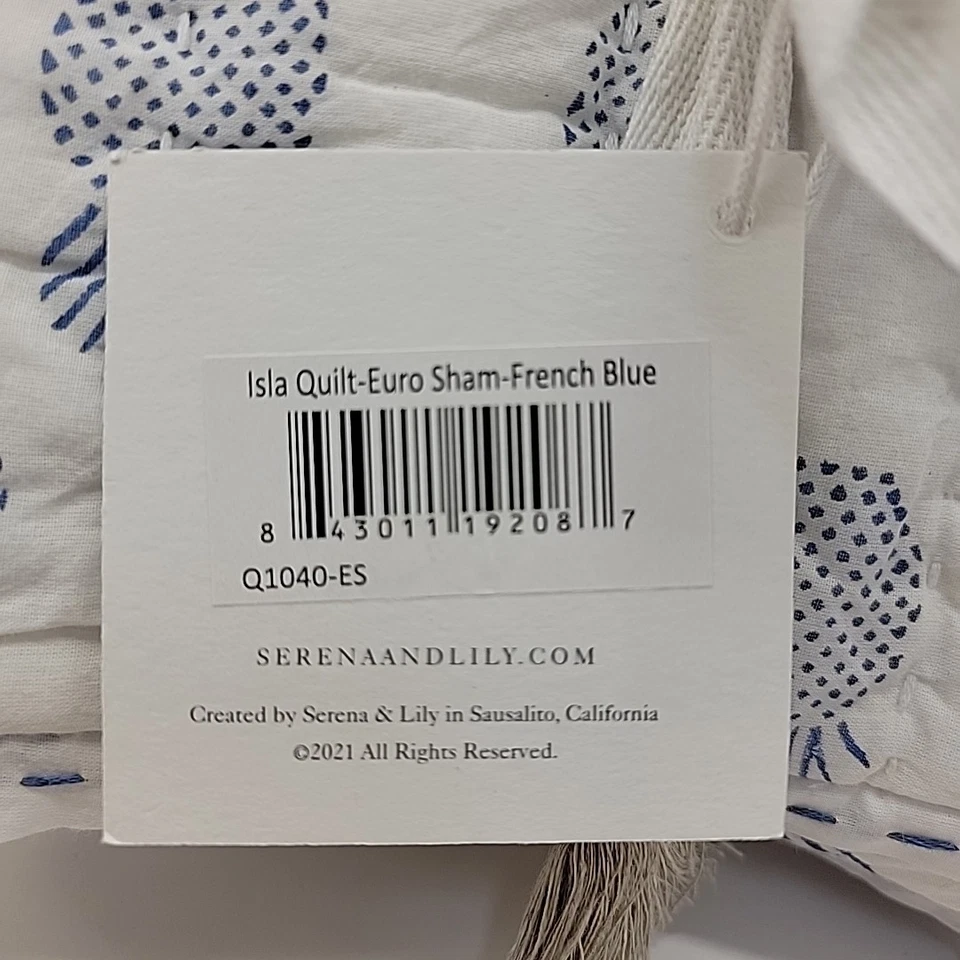 Isla Quilt-Euro Sham-French Blue
8 43011 19208 7
Q1040-ES
SERENAANDLILY.COM
Created by Serena & Lily in Sausalito, California
©2021 All Rights Reserved.